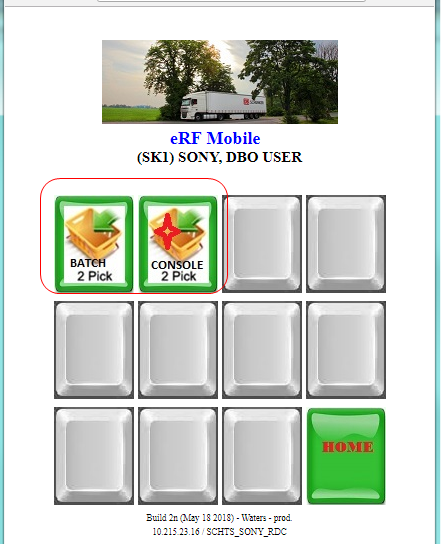 eRF Mobile
(SK1) SONY, DBO USER
BATCH
2 Pick
CONSOLE
2 Pick
HOME
Build 2n (May 18 2018) - Waters - prod.
10.215.23.16 / SCHTS_SONY_RDC